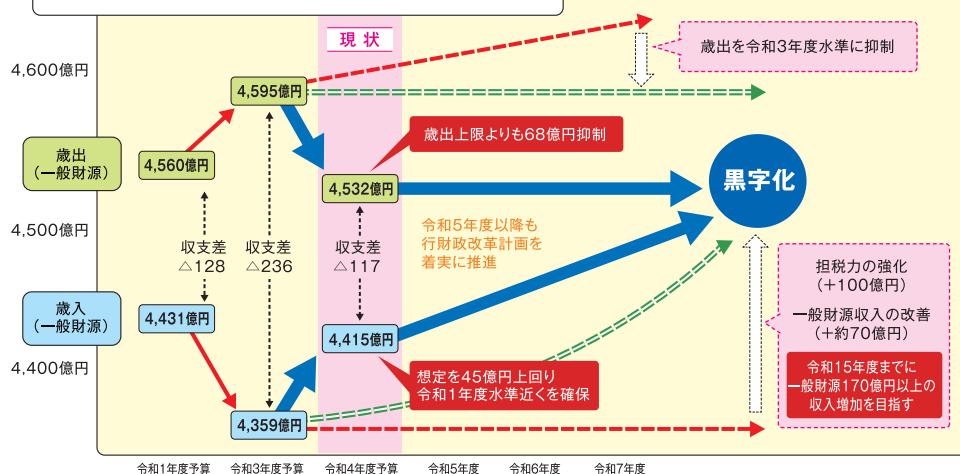 現状
4,600億円
歳出を令和3年度水準に抑制
4,595億円
歳出上限よりも68億円抑制
歳出
(一般財源)
4,560億円
4,532億円
黒字化
4,500億円
収支差
△128
収支差
△236
収支差
△117
令和5年度以降も
行財政改革計画を
着実に推進
担税力の強化
(+100億円)
一般財源収入の改善
(+約70億円)
令和15年度までに
一般財源170億円以上の
収入増加を目指す
歳入
(一般財源)
4,431億円
4,415億円
4,400億円
想定を45億円上回り
令和1年度水準近くを確保
4,359億円
令和1年度予算
令和3年度予算
令和4年度予算
令和5年度
令和6年度
令和7年度